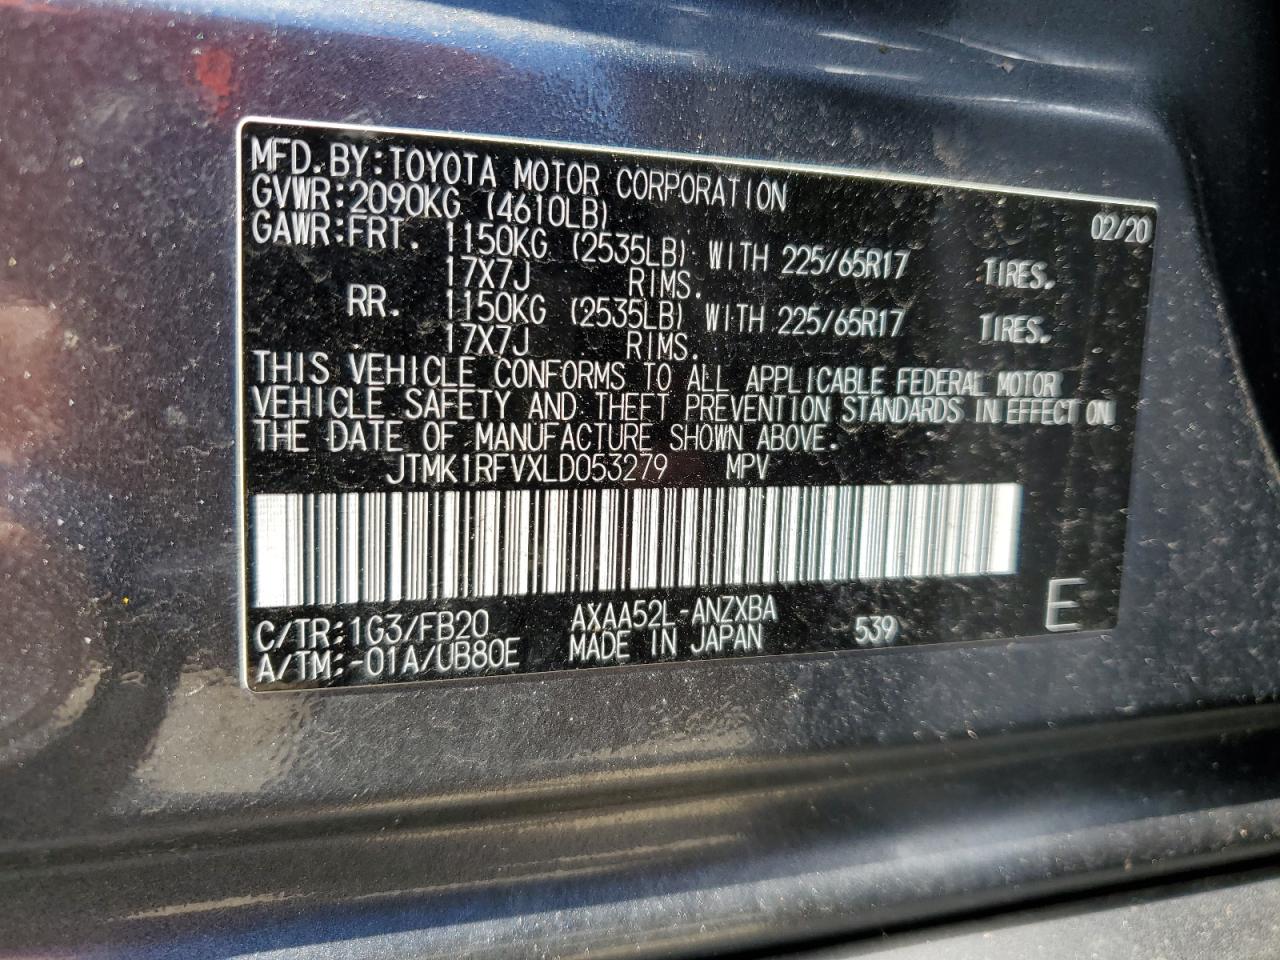 MFD. BY: TOYOTA MOTOR CORPORATION 02/20
GVWR: 2090KG (4610LB)
GAWR: FRT. 1150KG (2535LB) WITH 225/65R17 TIRES.
17X7J RIMS.
RR. 1150KG (2535LB) WITH 225/65R17 TIRES.
17X7J RIMS.
THIS VEHICLE CONFORMS TO ALL APPLICABLE FEDERAL MOTOR
VEHICLE SAFETY AND THEFT PREVENTION STANDARDS IN EFFECT ON
THE DATE OF MANUFACTURE SHOWN ABOVE.
JTMK1RFVXLD053279 MPV
C/TR: 1G3/FB20 AXAA52L-ANZXBA 539 E
A/TM: -01A/UB80E MADE IN JAPAN